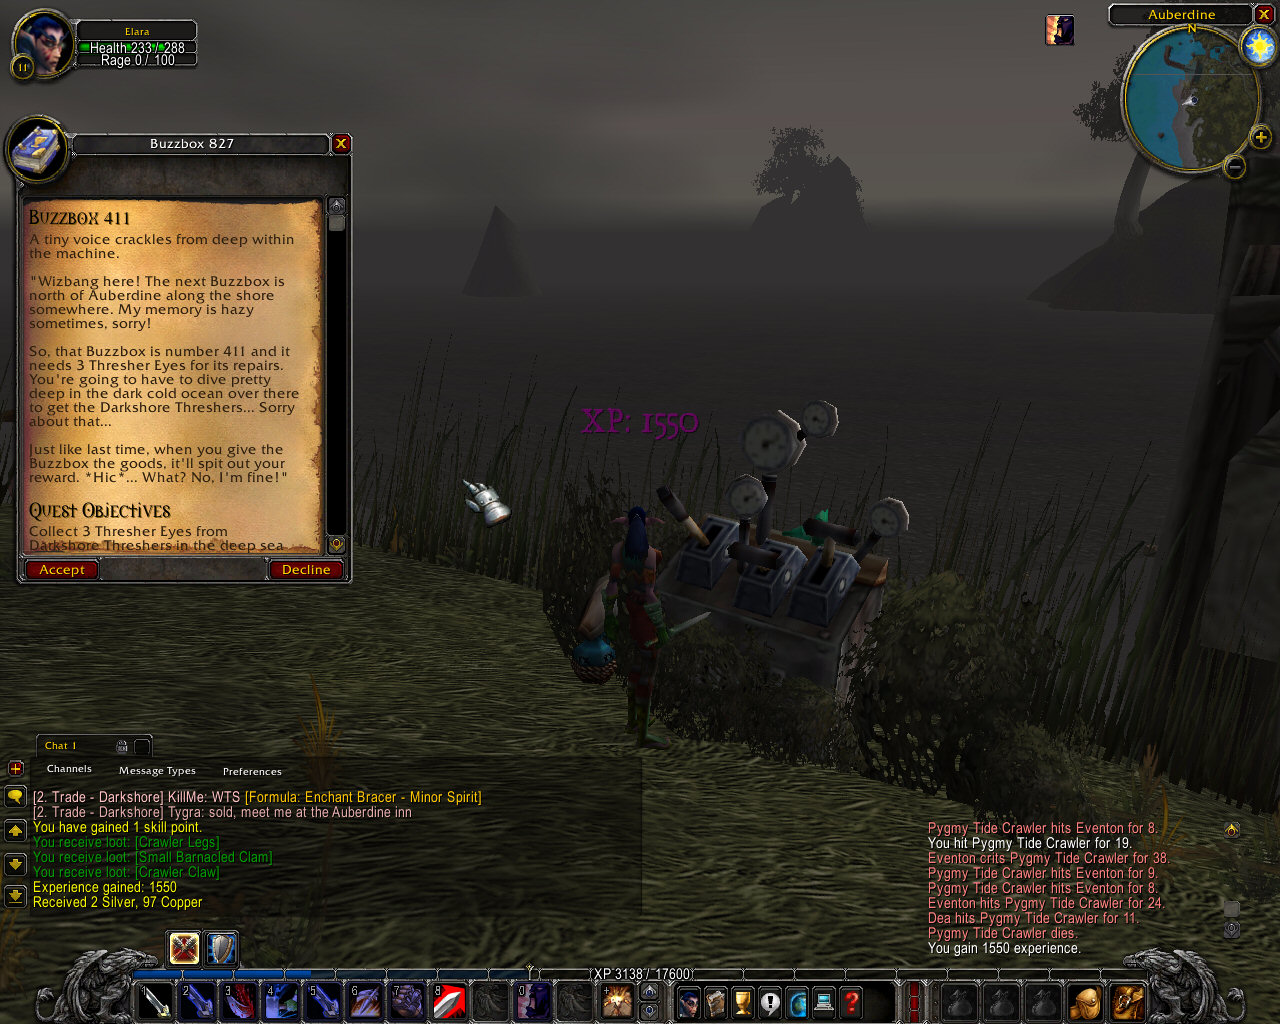 Elara
Health 233 / 288
Rage 0 / 100
11
Auberdine
N
Buzzbox 827
Buzzbox 411
A tiny voice crackles from deep within
the machine.
"Wizbang here! The next Buzzbox is
north of Auberdine along the shore
somewhere. My memory is hazy
sometimes, sorry!
So, that Buzzbox is number 411 and it
needs 3 Thresher Eyes for its repairs.
You're going to have to dive pretty
deep in the dark cold ocean over there
to get the Darkshore Threshers... Sorry
about that...
Just like last time, when you give the
Buzzbox the goods, it'll spit out your
reward. *Hic*... What? No, I'm fine!"
Quest Objectives
Collect 3 Thresher Eyes from
Darkshore Threshers in the deep sea
Accept
Decline
XP: 1550
Chat 1
Channels
Message Types
Preferences
[2. Trade - Darkshore] KillMe: WTS [Formula: Enchant Bracer - Minor Spirit]
[2. Trade - Darkshore] Tygra: sold, meet me at the Auberdine inn
You have gained 1 skill point.
You receive loot: [Crawler Legs]
You receive loot: [Small Barnacled Clam]
You receive loot: [Crawler Claw]
Experience gained: 1550
Received 2 Silver, 97 Copper
Pygmy Tide Crawler hits Eventon for 8.
You hit Pygmy Tide Crawler for 19.
Eventon crits Pygmy Tide Crawler for 38.
Pygmy Tide Crawler hits Eventon for 9.
Pygmy Tide Crawler hits Eventon for 8.
Eventon hits Pygmy Tide Crawler for 24.
Dea hits Pygmy Tide Crawler for 11.
Pygmy Tide Crawler dies.
You gain 1550 experience.
XP 3138 / 17600
1
2
3
4
5
6
7
8
0
+